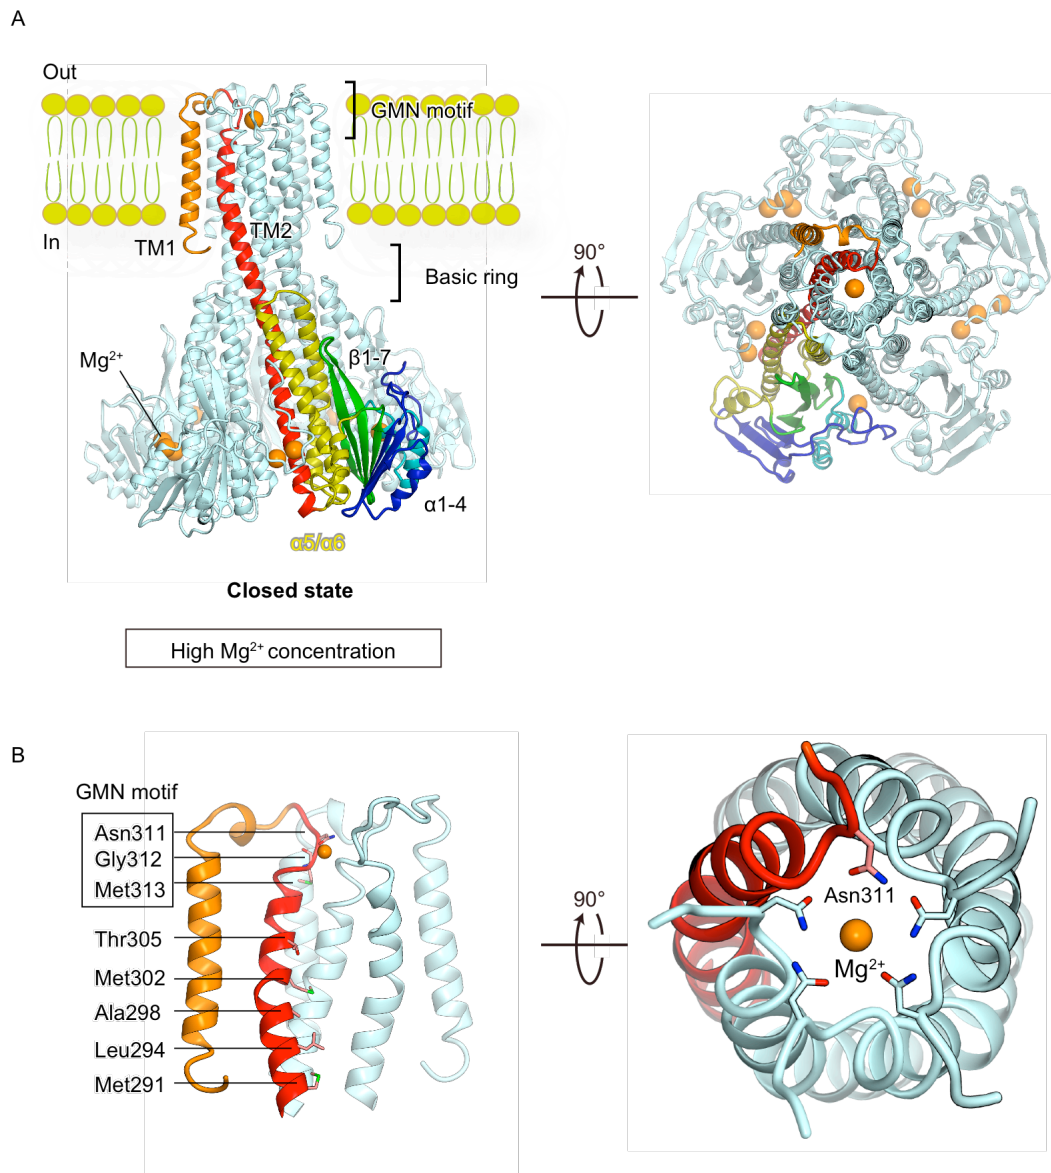 A
Out
GMN motif
In
TM1
TM2
Basic ring
90°
Mg²⁺
β1-7
α1-4
α5/α6
Closed state
High Mg²⁺ concentration
B
GMN motif
Asn311
Gly312
Met313
Thr305
Met302
Ala298
Leu294
Met291
90°
Asn311
Mg²⁺